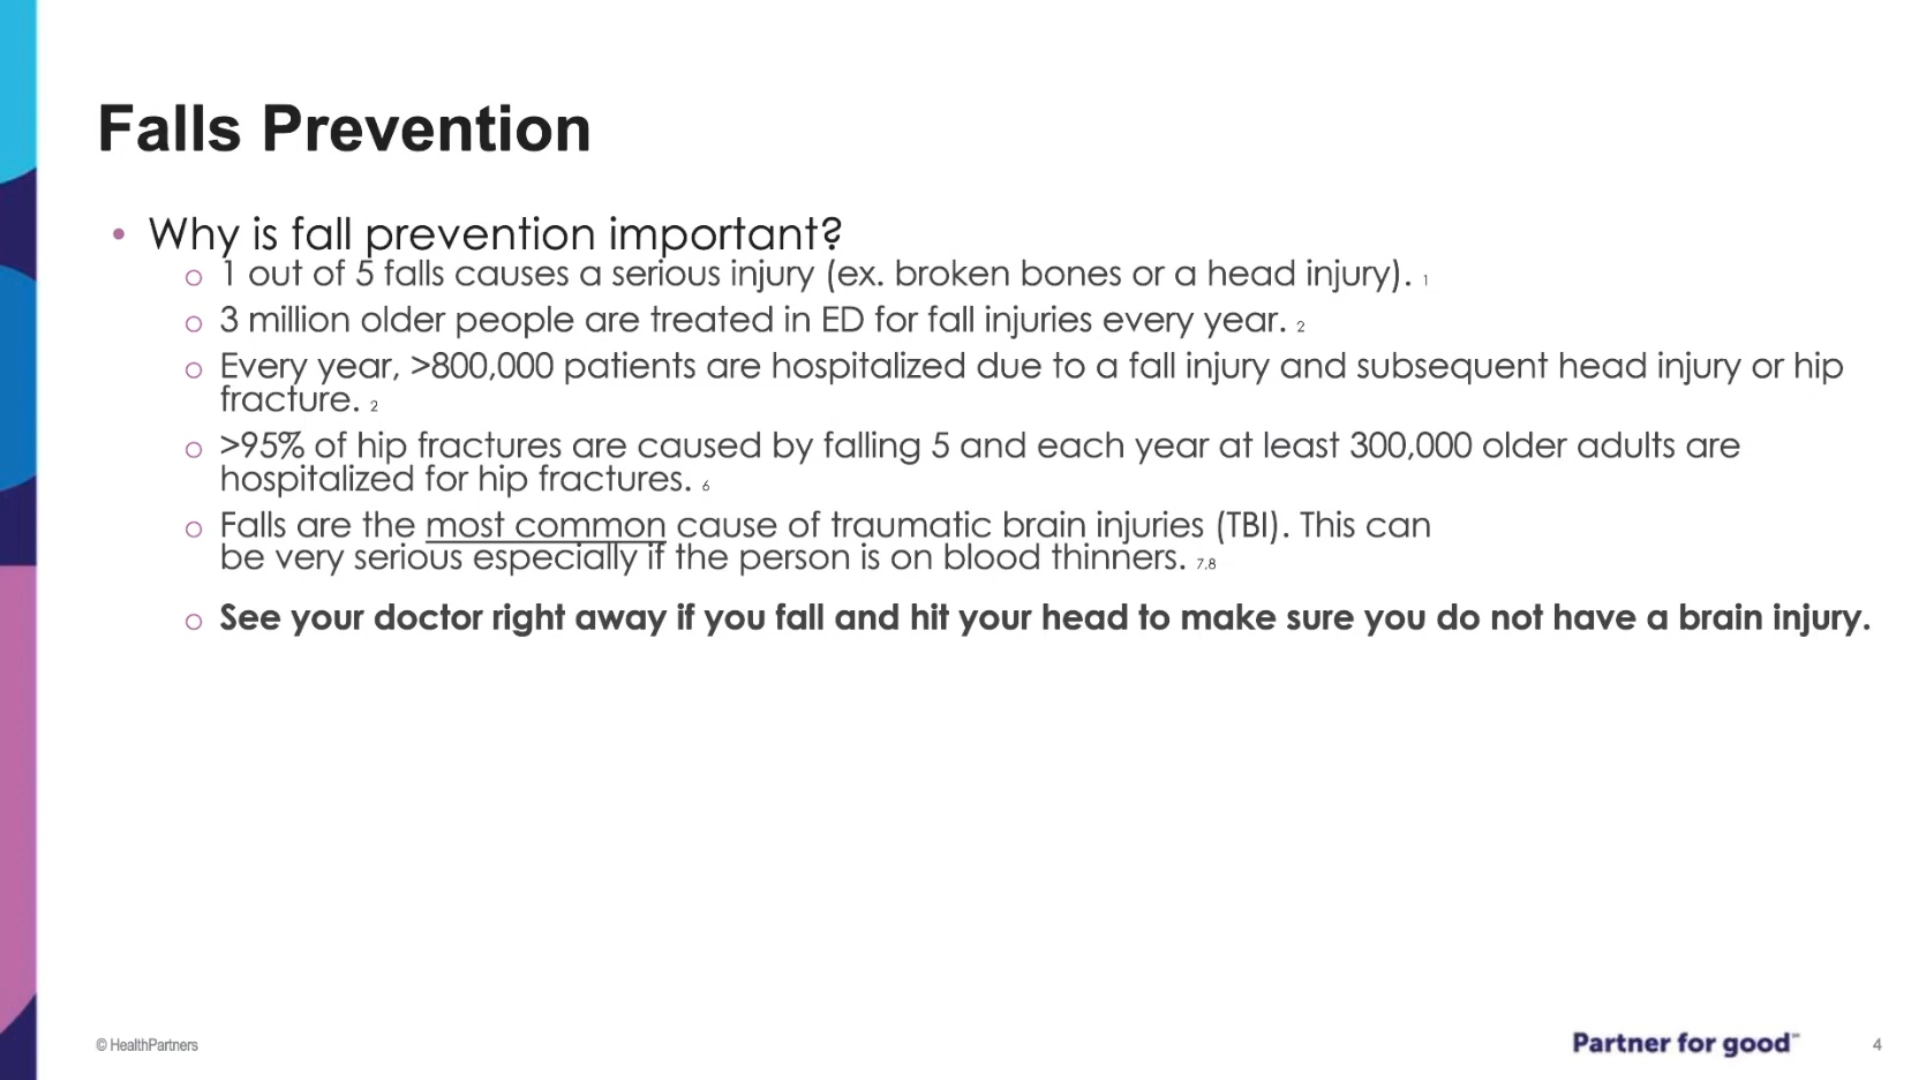 Falls Prevention
• Why is fall prevention important?
o 1 out of 5 falls causes a serious injury (ex. broken bones or a head injury). 1
o 3 million older people are treated in ED for fall injuries every year. 2
o Every year, >800,000 patients are hospitalized due to a fall injury and subsequent head injury or hip
fracture. 2
o >95% of hip fractures are caused by falling 5 and each year at least 300,000 older adults are
hospitalized for hip fractures. 6
o Falls are the most common cause of traumatic brain injuries (TBI). This can
be very serious especially if the person is on blood thinners. 7,8
o See your doctor right away if you fall and hit your head to make sure you do not have a brain injury.
© HealthPartners
Partner for good™
4